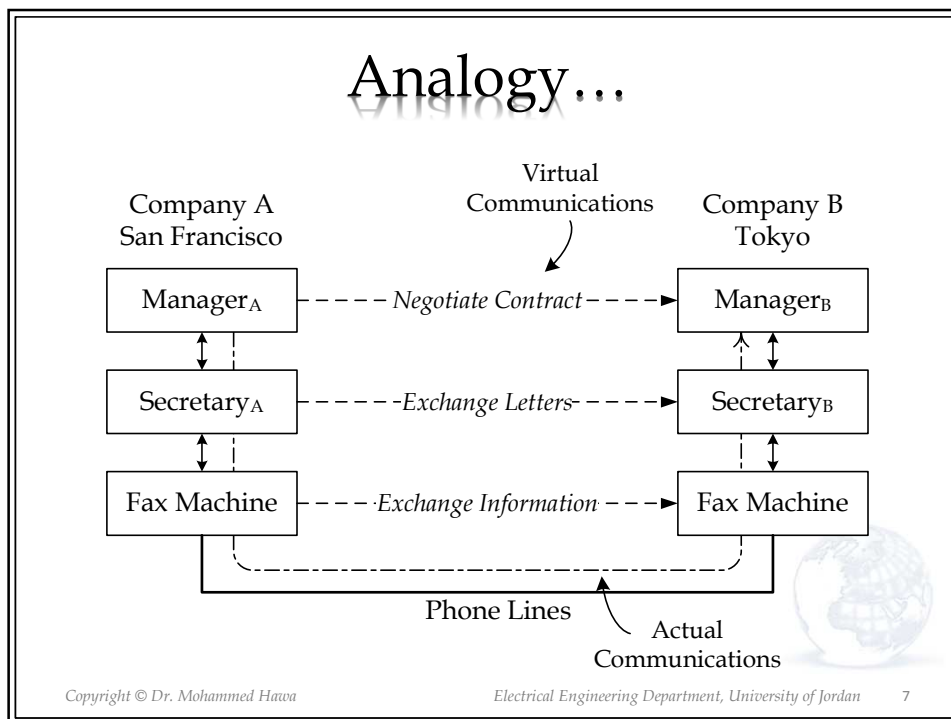 Analogy…
Virtual
Communications
Company A
San Francisco
Company B
Tokyo
ManagerA
Negotiate Contract
ManagerB
SecretaryA
Exchange Letters
SecretaryB
Fax Machine
Exchange Information
Fax Machine
Phone Lines
Actual
Communications
Copyright © Dr. Mohammed Hawa
Electrical Engineering Department, University of Jordan
7